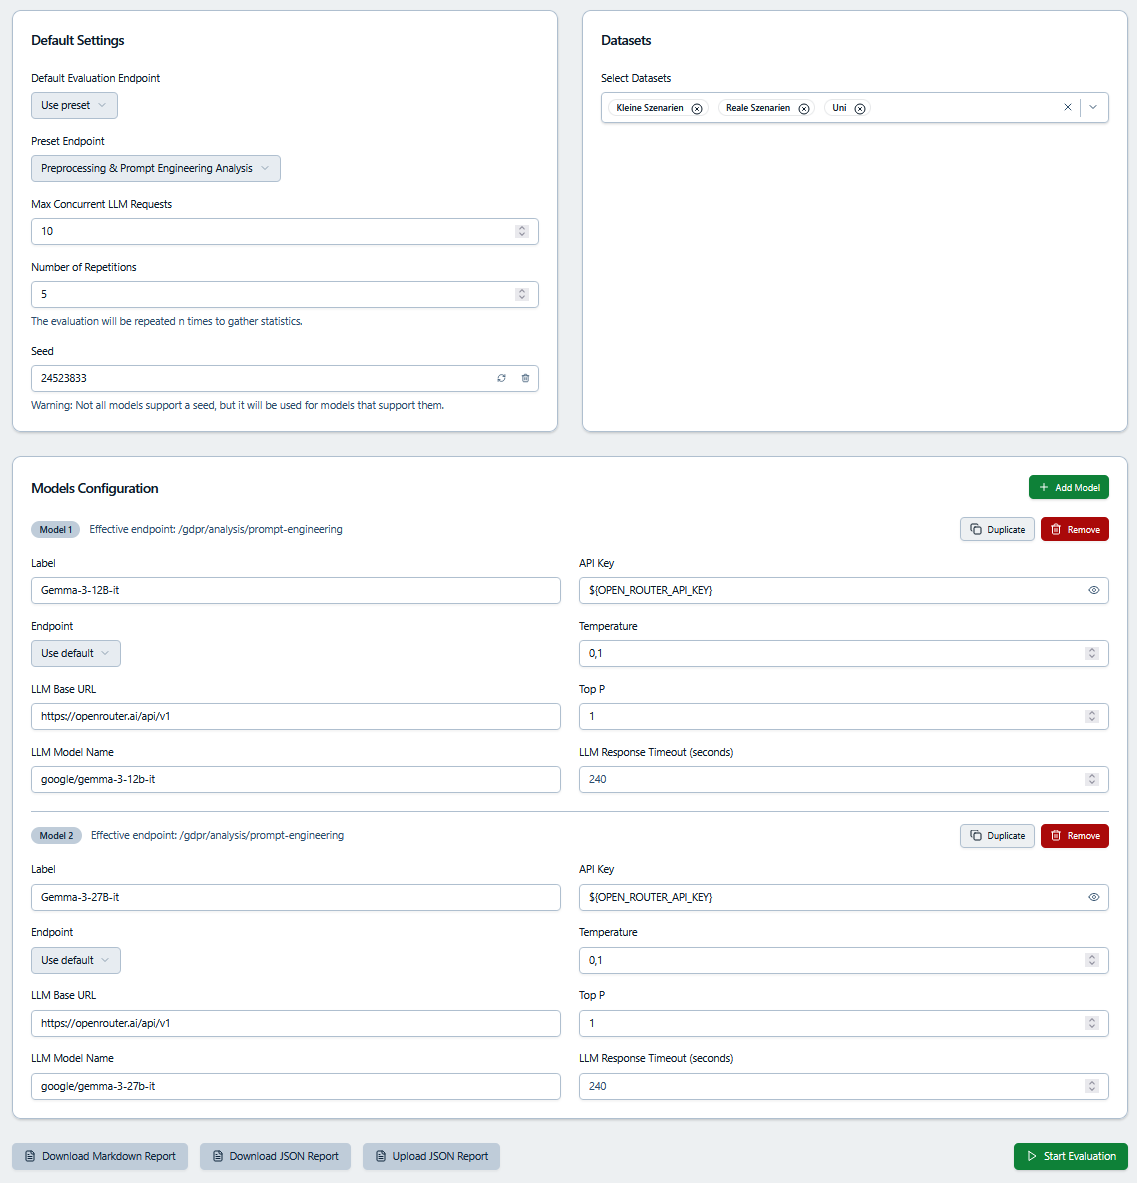 Default Settings
Default Evaluation Endpoint
Use preset
Preset Endpoint
Preprocessing & Prompt Engineering Analysis
Max Concurrent LLM Requests
10
Number of Repetitions
5
The evaluation will be repeated n times to gather statistics.
Seed
24523833
Warning: Not all models support a seed, but it will be used for models that support them.
Datasets
Select Datasets
Kleine Szenarien Reale Szenarien Uni
Models Configuration
Add Model
Model 1 Effective endpoint: /gdpr/analysis/prompt-engineering
Duplicate Remove
Label
Gemma-3-12B-it
API Key
${OPEN_ROUTER_API_KEY}
Endpoint
Use default
Temperature
0,1
LLM Base URL
https://openrouter.ai/api/v1
Top P
1
LLM Model Name
google/gemma-3-12b-it
LLM Response Timeout (seconds)
240
Model 2 Effective endpoint: /gdpr/analysis/prompt-engineering
Duplicate Remove
Label
Gemma-3-27B-it
API Key
${OPEN_ROUTER_API_KEY}
Endpoint
Use default
Temperature
0,1
LLM Base URL
https://openrouter.ai/api/v1
Top P
1
LLM Model Name
google/gemma-3-27b-it
LLM Response Timeout (seconds)
240
Download Markdown Report Download JSON Report Upload JSON Report Start Evaluation